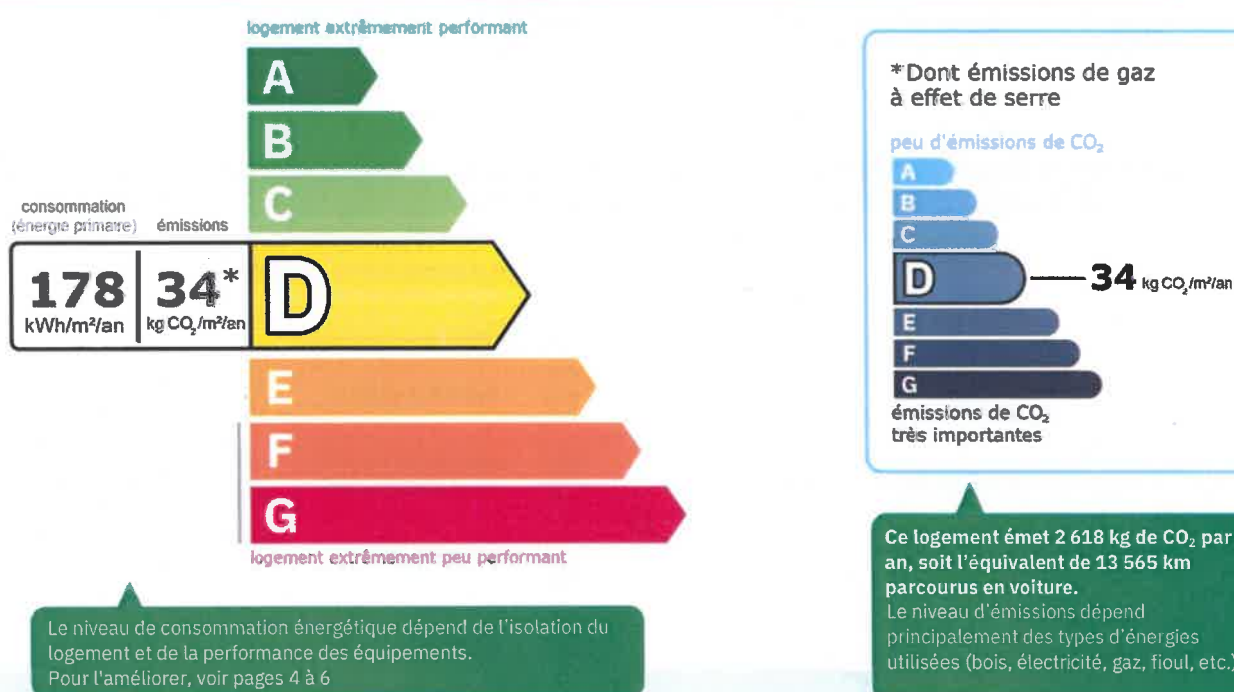 logement extrêmement performant
A
B
C
consommation
(énergie primaire)
émissions
178
kWh/m²/an
34*
kg CO₂/m²/an
D
E
F
G
logement extrêmement peu performant
Le niveau de consommation énergétique dépend de l'isolation du
logement et de la performance des équipements.
Pour l'améliorer, voir pages 4 à 6
*Dont émissions de gaz
à effet de serre
peu d'émissions de CO₂
A
B
C
D
34 kg CO₂/m²/an
E
F
G
émissions de CO₂
très importantes
Ce logement émet 2 618 kg de CO₂ par
an, soit l'équivalent de 13 565 km
parcourus en voiture.
Le niveau d'émissions dépend
principalement des types d'énergies
utilisées (bois, électricité, gaz, fioul, etc.)